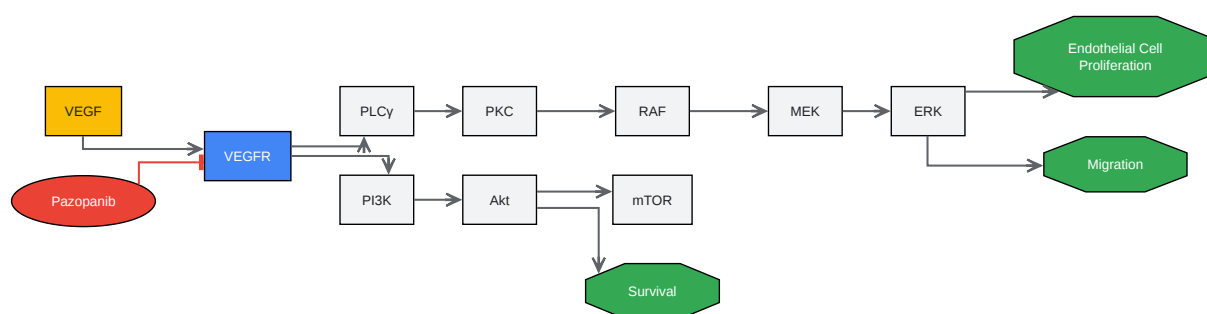 Endothelial Cell
Proliferation
VEGF
PLCγ
PKC
RAF
MEK
ERK
VEGFR
Migration
Pazopanib
PI3K
Akt
mTOR
Survival